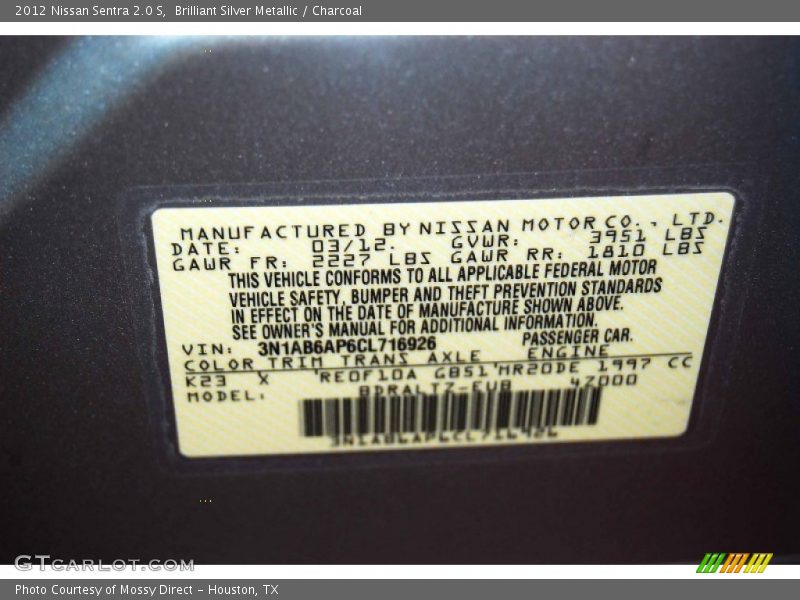 2012 Nissan Sentra 2.0 S, Brilliant Silver Metallic / Charcoal
MANUFACTURED BY NISSAN MOTOR CO., LTD.
DATE: 03/12. GVWR: 3951 LBS
GAWR FR: 2227 LBS GAWR RR: 1810 LBS
THIS VEHICLE CONFORMS TO ALL APPLICABLE FEDERAL MOTOR
VEHICLE SAFETY, BUMPER AND THEFT PREVENTION STANDARDS
IN EFFECT ON THE DATE OF MANUFACTURE SHOWN ABOVE.
SEE OWNER'S MANUAL FOR ADDITIONAL INFORMATION.
VIN: 3N1AB6AP6CL716926 PASSENGER CAR.
COLOR TRIM TRANS AXLE ENGINE
K23 X RE0F10A GB51 MR20DE 1997 CC
MODEL: BDRALTZ-EUB 47000
3N1AB6AP6CL716926
GTCARLOT.COM
Photo Courtesy of Mossy Direct - Houston, TX